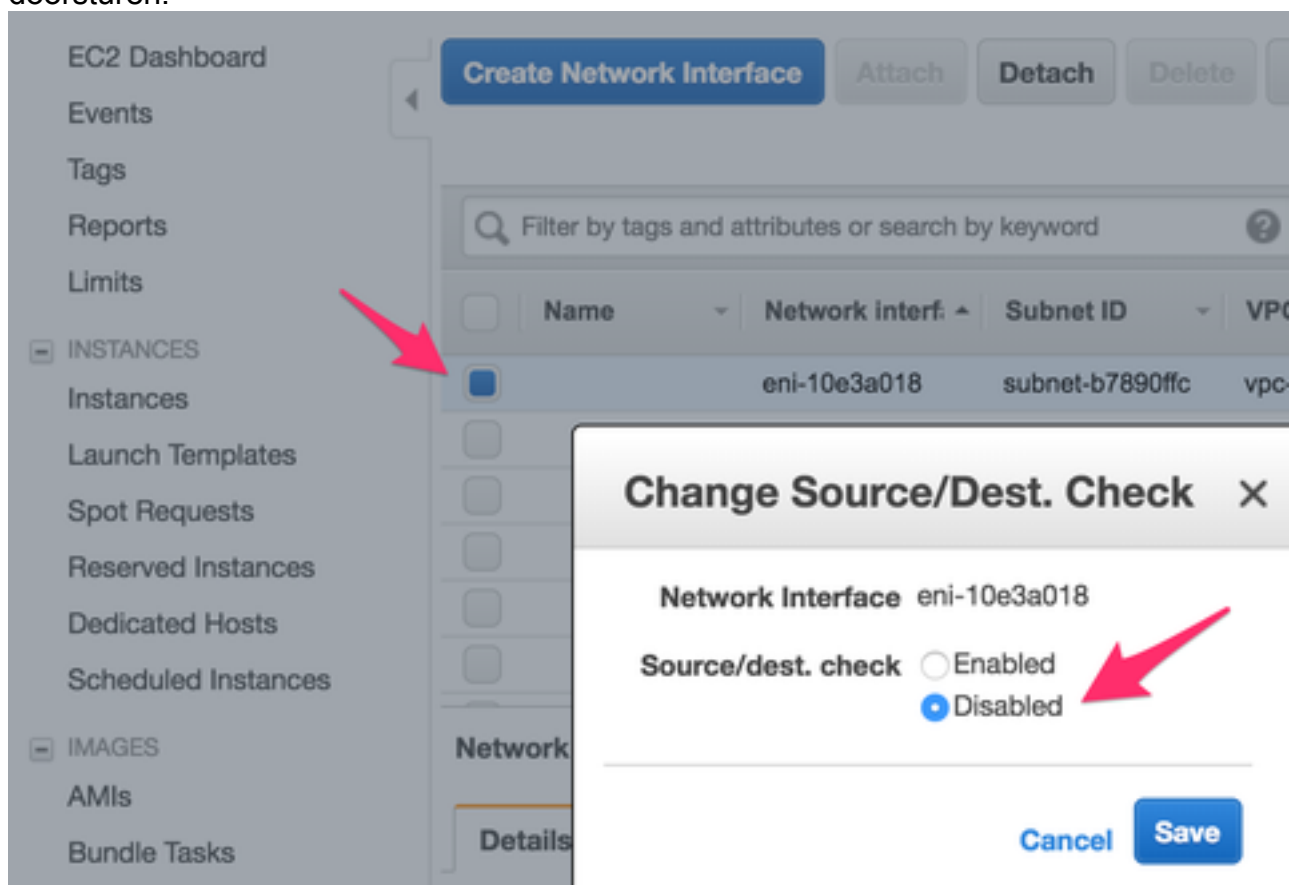 EC2 Dashboard
Events
Tags
Reports
Limits
INSTANCES
Instances
Launch Templates
Spot Requests
Reserved Instances
Dedicated Hosts
Scheduled Instances
IMAGES
AMIs
Bundle Tasks
Create Network Interface Attach Detach Delete
Filter by tags and attributes or search by keyword
Name Network interf Subnet ID VPC
eni-10e3a018 subnet-b7890ffc vpc-
Change Source/Dest. Check
Network Interface eni-10e3a018
Source/dest. check Enabled
Disabled
Network
Details
Cancel Save